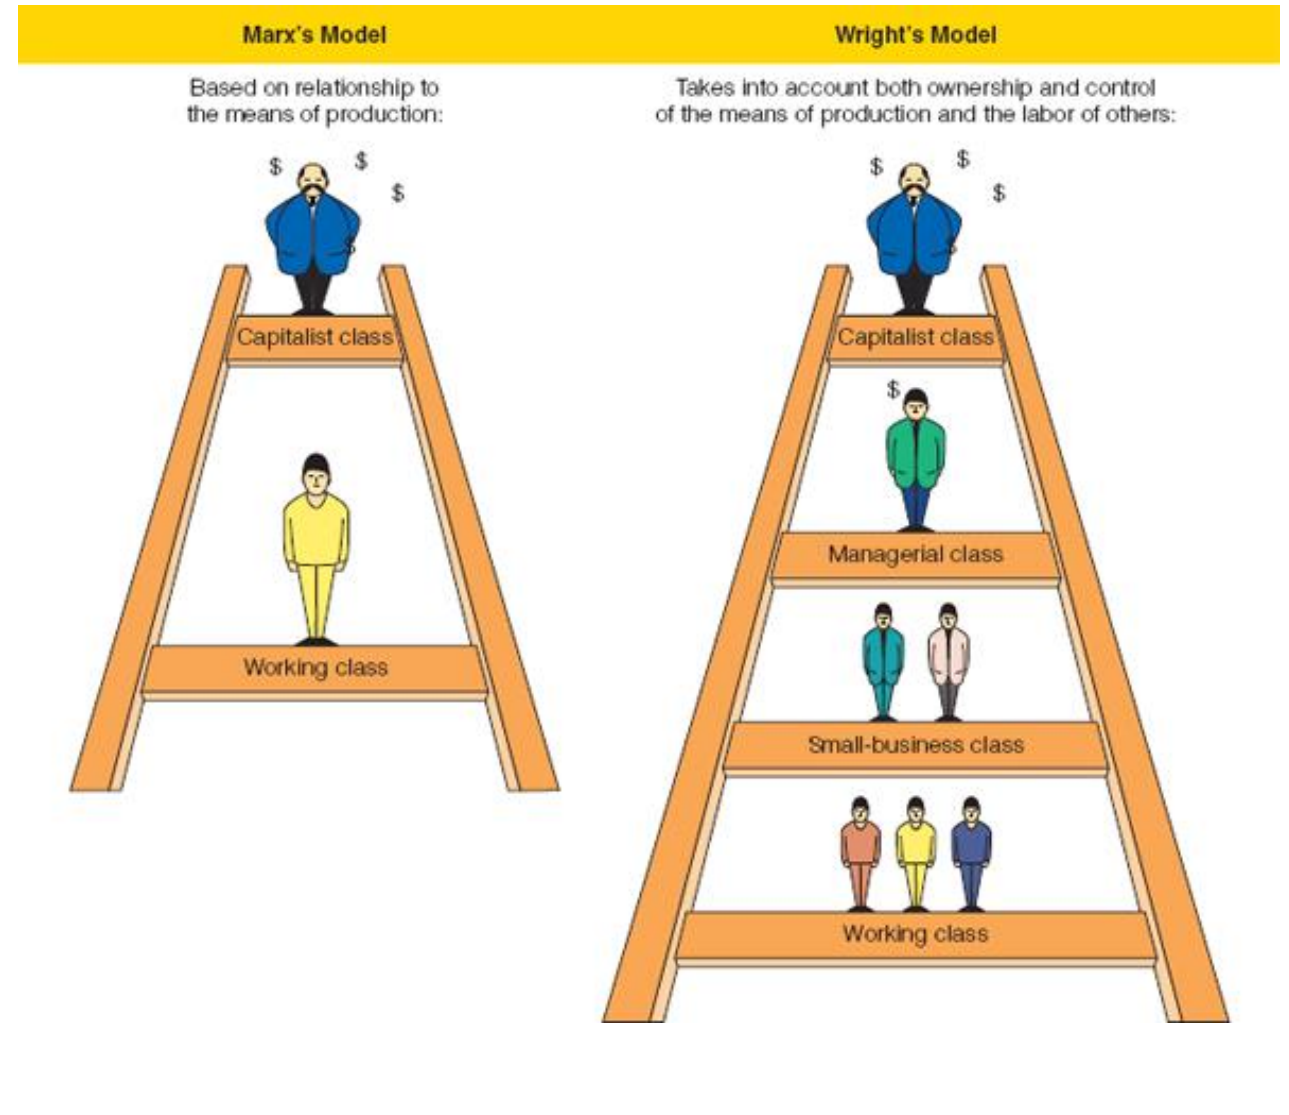 Marx's Model
Based on relationship to
the means of production:
$ $ $
Capitalist class
Working class
Wright's Model
Takes into account both ownership and control
of the means of production and the labor of others:
$ $ $
Capitalist class
$
Managerial class
Small-business class
Working class